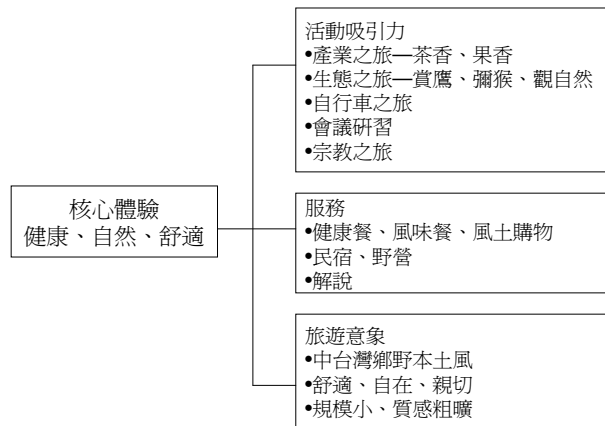 活動吸引力
•產業之旅—茶香、果香
•生態之旅—賞鷹、彌猴、觀自然
•自行車之旅
•會議研習
•宗教之旅
核心體驗
健康、自然、舒適
服務
•健康餐、風味餐、風土購物
•民宿、野營
•解說
旅遊意象
•中台灣鄉野本土風
•舒適、自在、親切
•規模小、質感粗曠